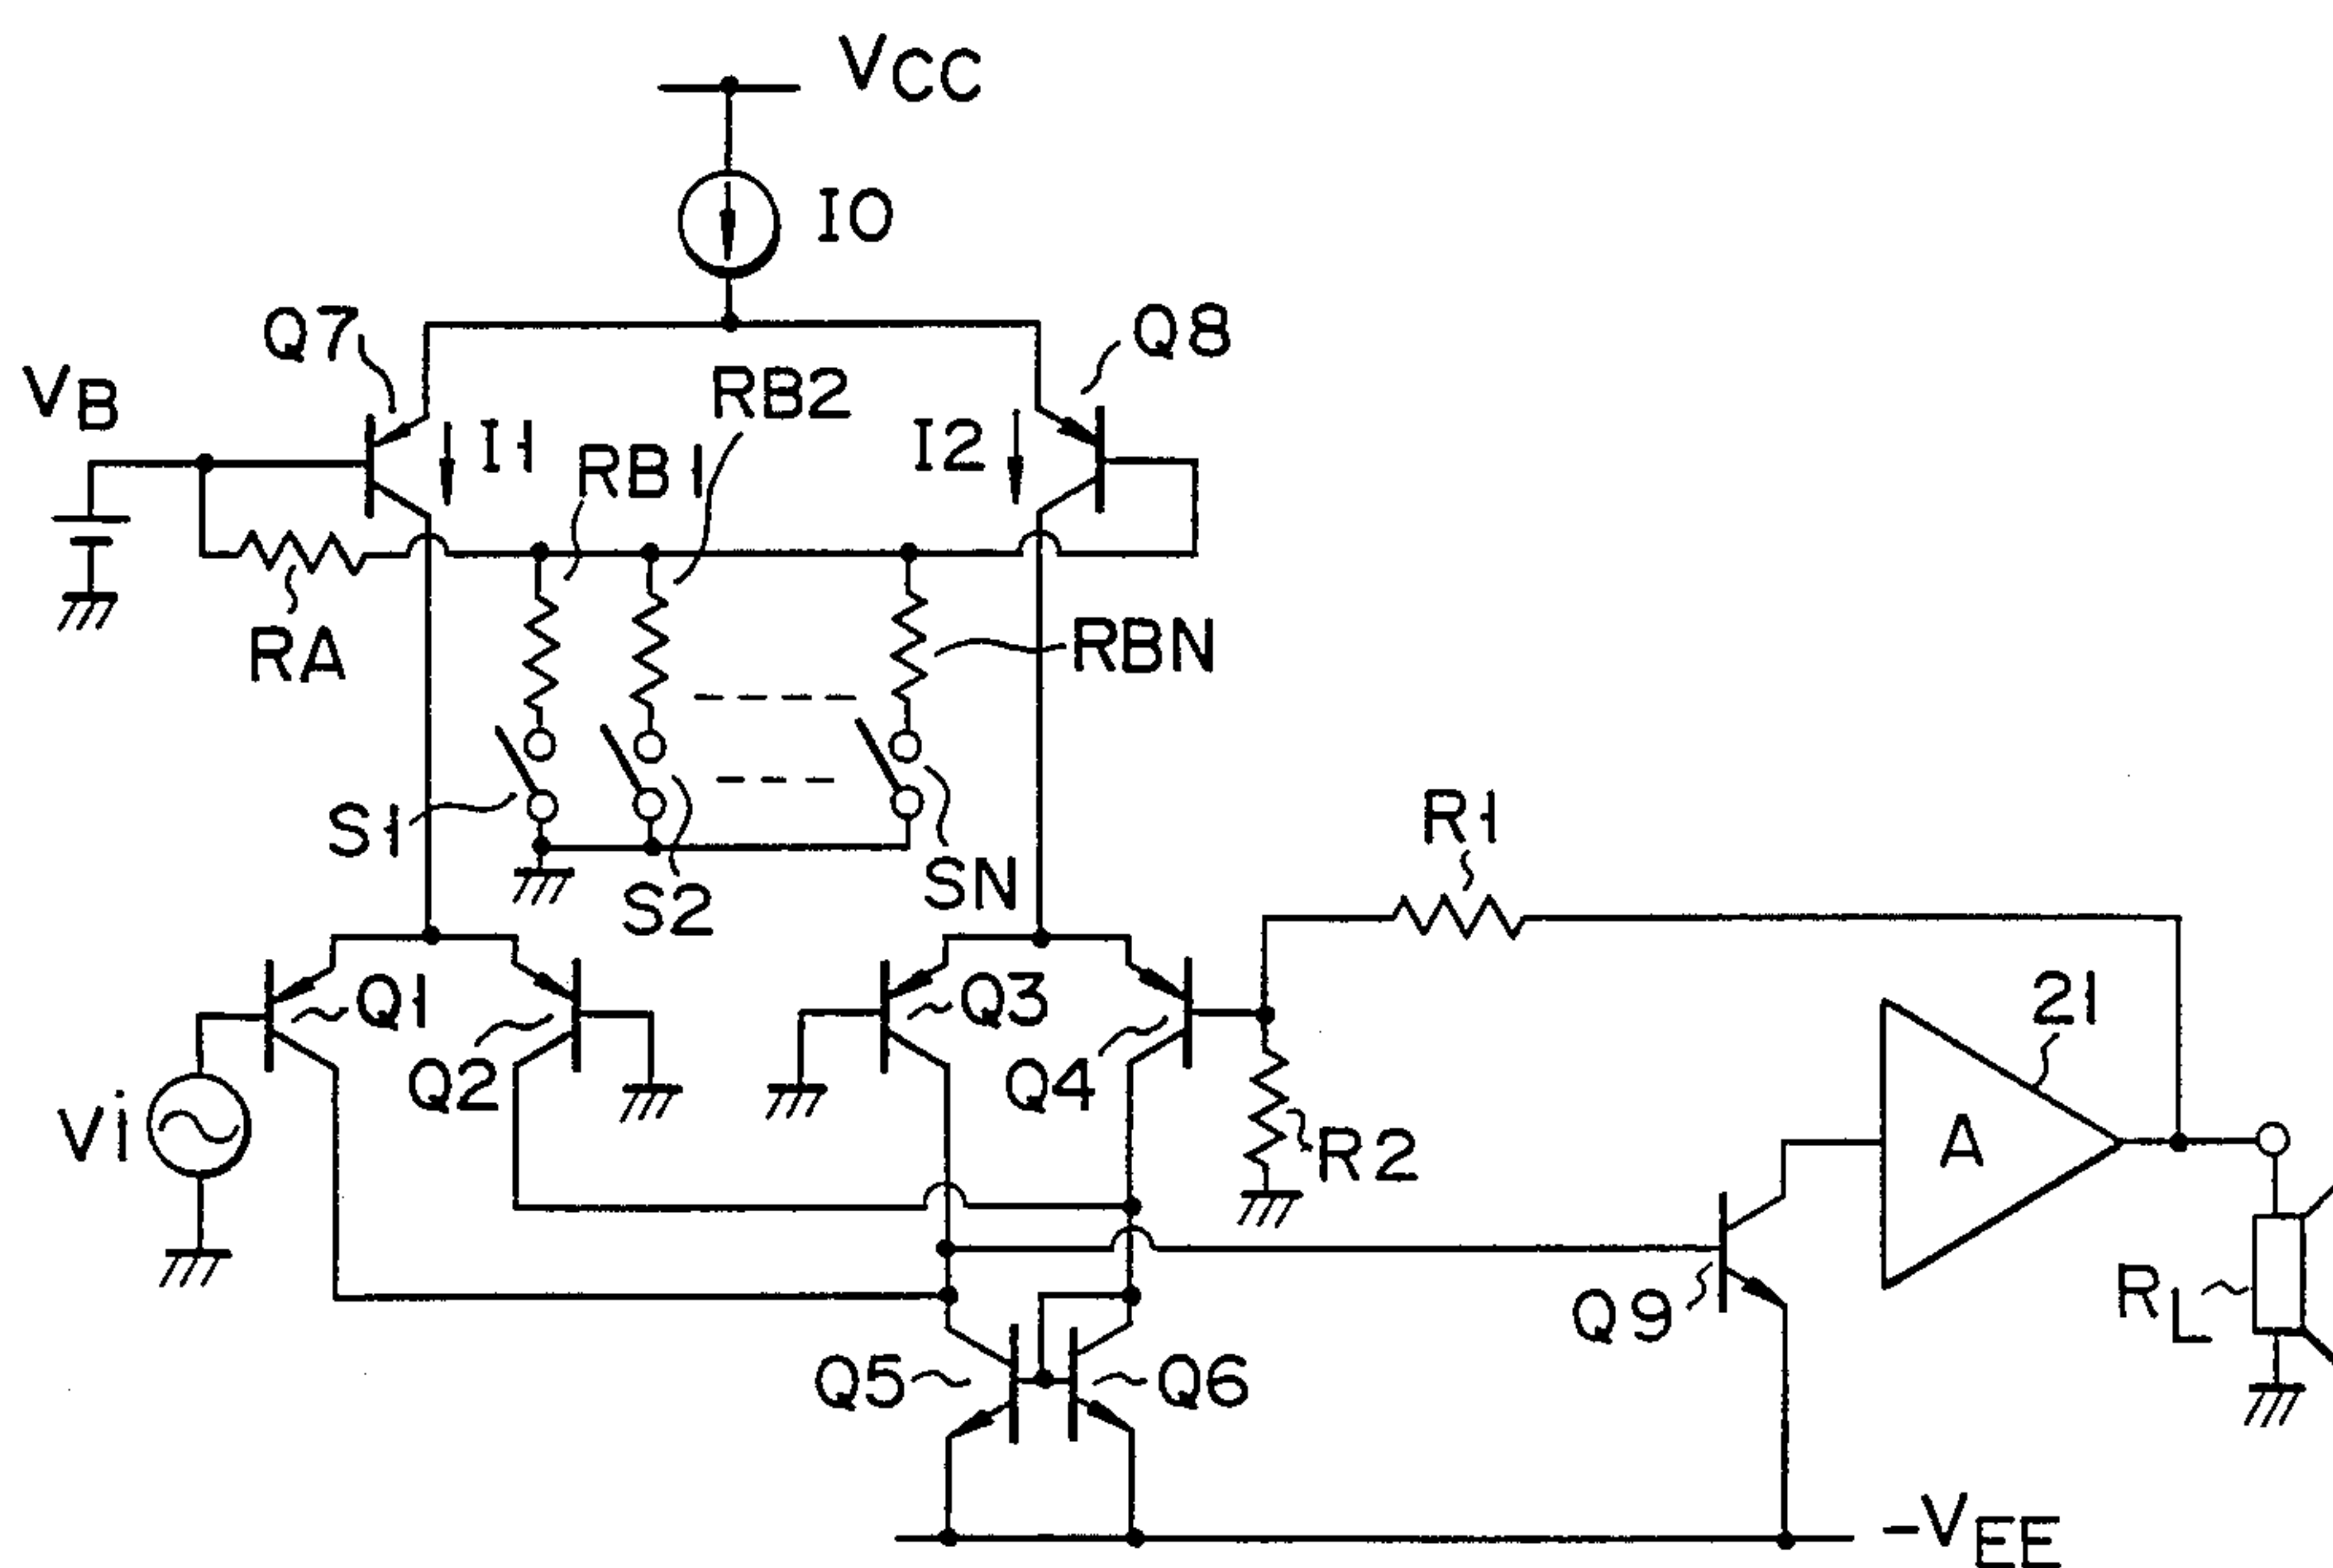 VCC
IO
Q7
Q8
VB
RB2
I1
I2
RB1
RA
RBN
S1
S2
SN
R1
Q1
Q2
Q3
Q4
21
Vi
R2
A
Q9
RL
Q5
Q6
-VEE